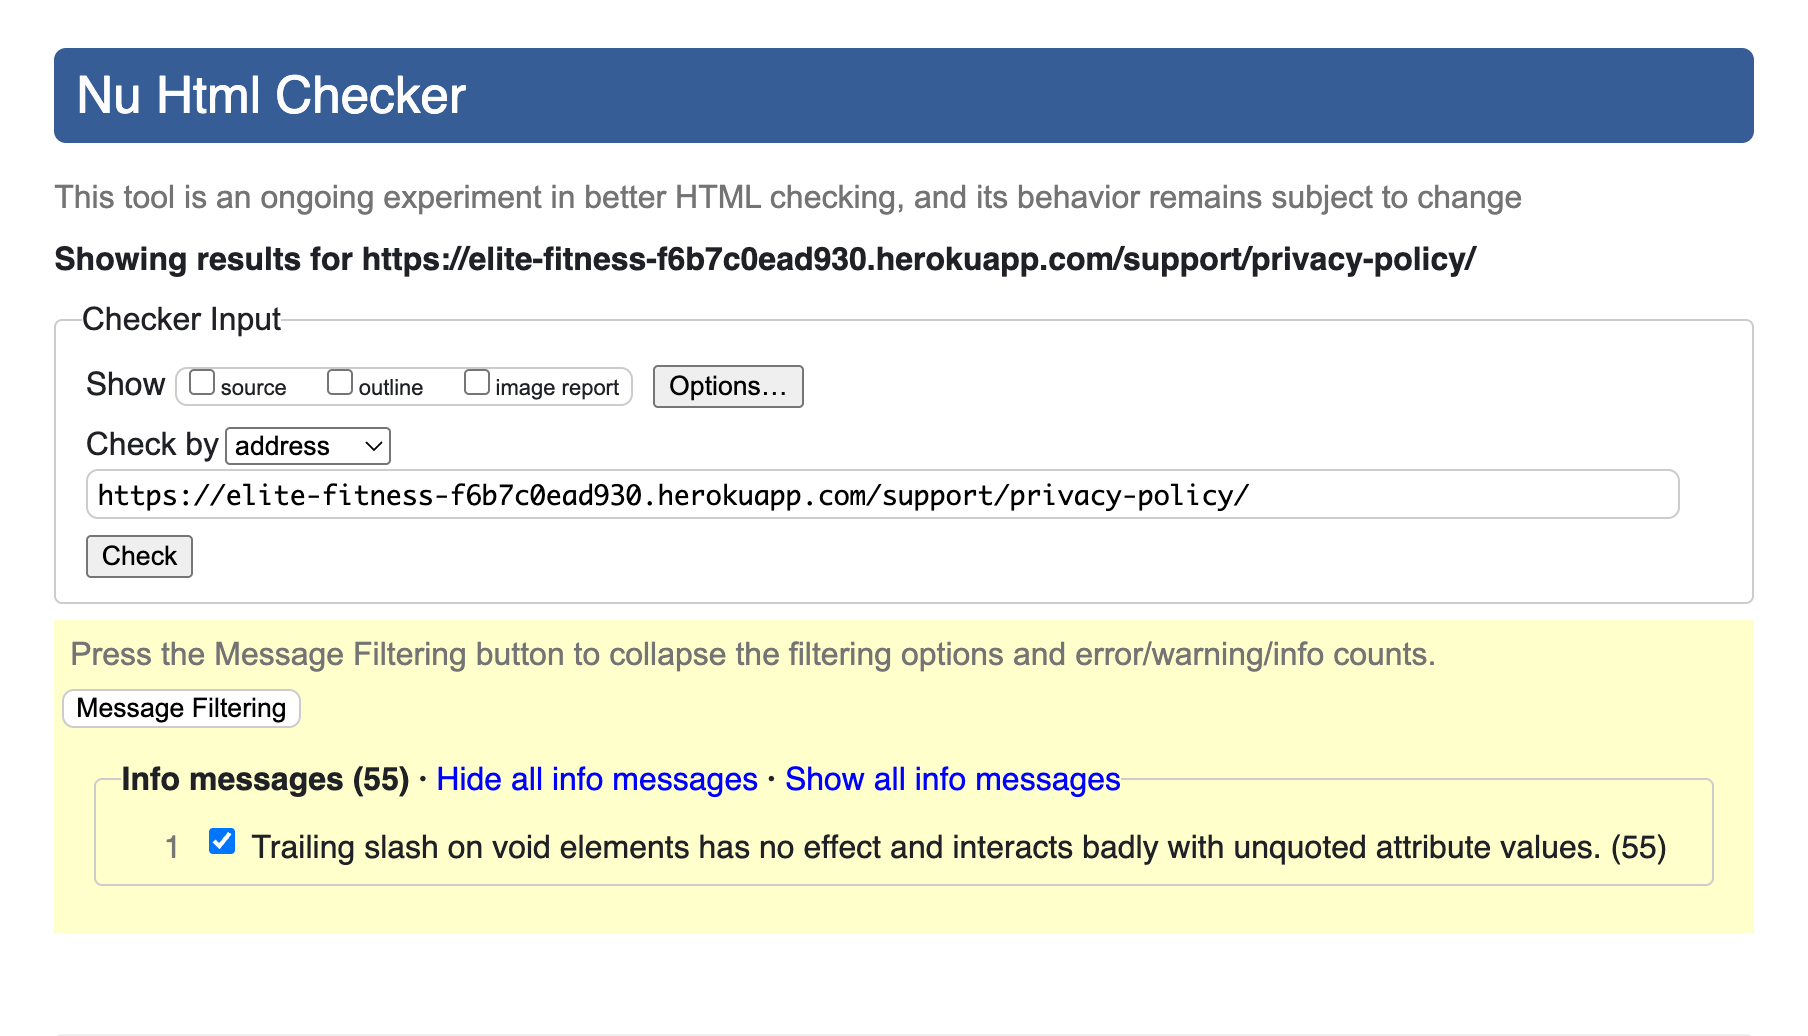 Nu Html Checker
This tool is an ongoing experiment in better HTML checking, and its behavior remains subject to change
Showing results for https://elite-fitness-f6b7c0ead930.herokuapp.com/support/privacy-policy/
Checker Input
Show source outline image report Options…
Check by address
https://elite-fitness-f6b7c0ead930.herokuapp.com/support/privacy-policy/
Check
Press the Message Filtering button to collapse the filtering options and error/warning/info counts.
Message Filtering
Info messages (55) · Hide all info messages · Show all info messages
1 Trailing slash on void elements has no effect and interacts badly with unquoted attribute values. (55)